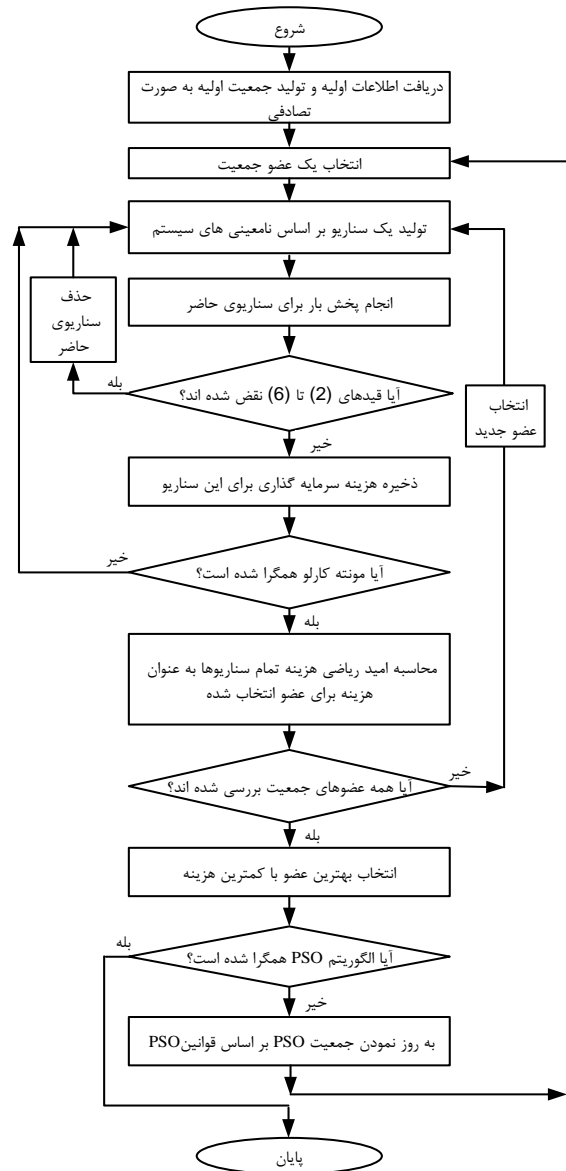 شروع
دریافت اطلاعات اولیه و تولید جمعیت اولیه به صورت
تصادفی
انتخاب یک عضو جمعیت
تولید یک سناریو بر اساس نامعینی های سیستم
حذف
سناریوی
حاضر
انجام پخش بار برای سناریوی حاضر
آیا قیدهای (2) تا (6) نقض شده اند؟
بله
انتخاب
عضو جدید
خیر
ذخیره هزینه سرمایه گذاری برای این سناریو
آیا مونته کارلو همگرا شده است؟
خیر
بله
محاسبه امید ریاضی هزینه تمام سناریوها به عنوان
هزینه برای عضو انتخاب شده
آیا همه عضوهای جمعیت بررسی شده اند؟
خیر
بله
انتخاب بهترین عضو با کمترین هزینه
آیا الگوریتم PSO همگرا شده است؟
بله
خیر
به روز نمودن جمعیت PSO بر اساس قوانینPSO
پایان